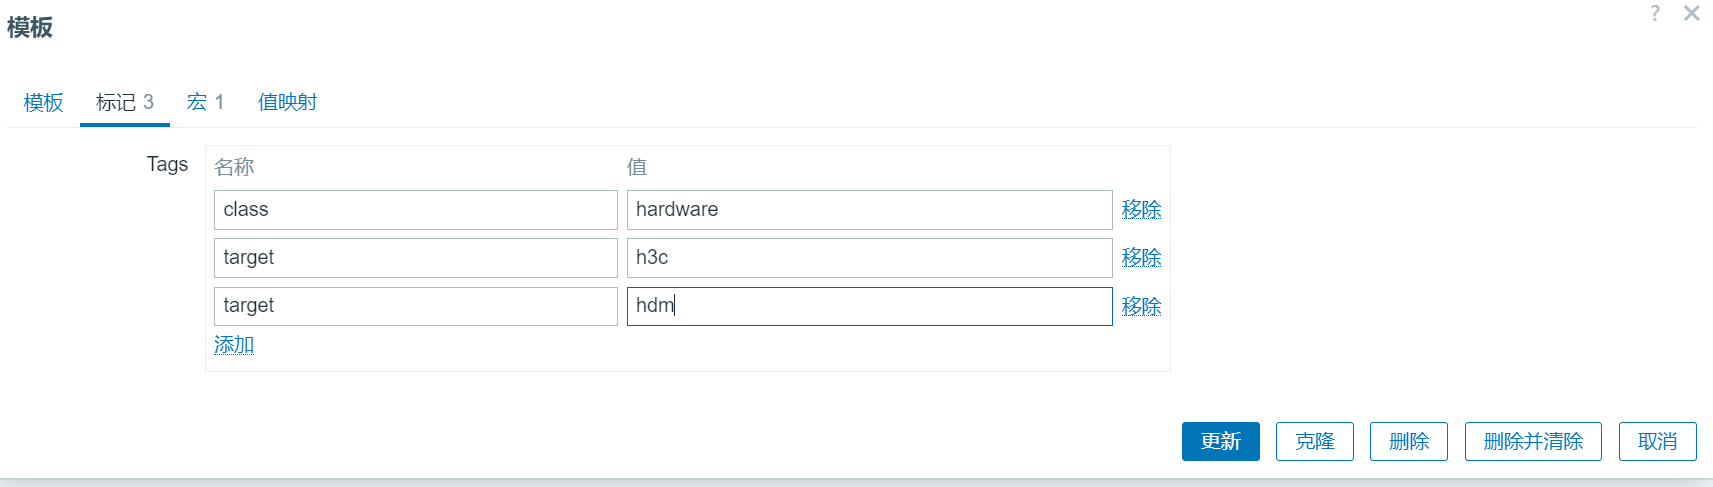 模板
? ×
模板 标记 3 宏 1 值映射
Tags 名称 值
class hardware 移除
target h3c 移除
target hdm 移除
添加
更新 克隆 删除 删除并清除 取消